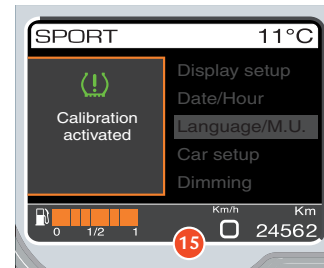 SPORT 11°C
Calibration
activated
Display setup
Date/Hour
Language/M.U.
Car setup
Dimming
0 1/2 1
15
Km/h
0
Km
24562